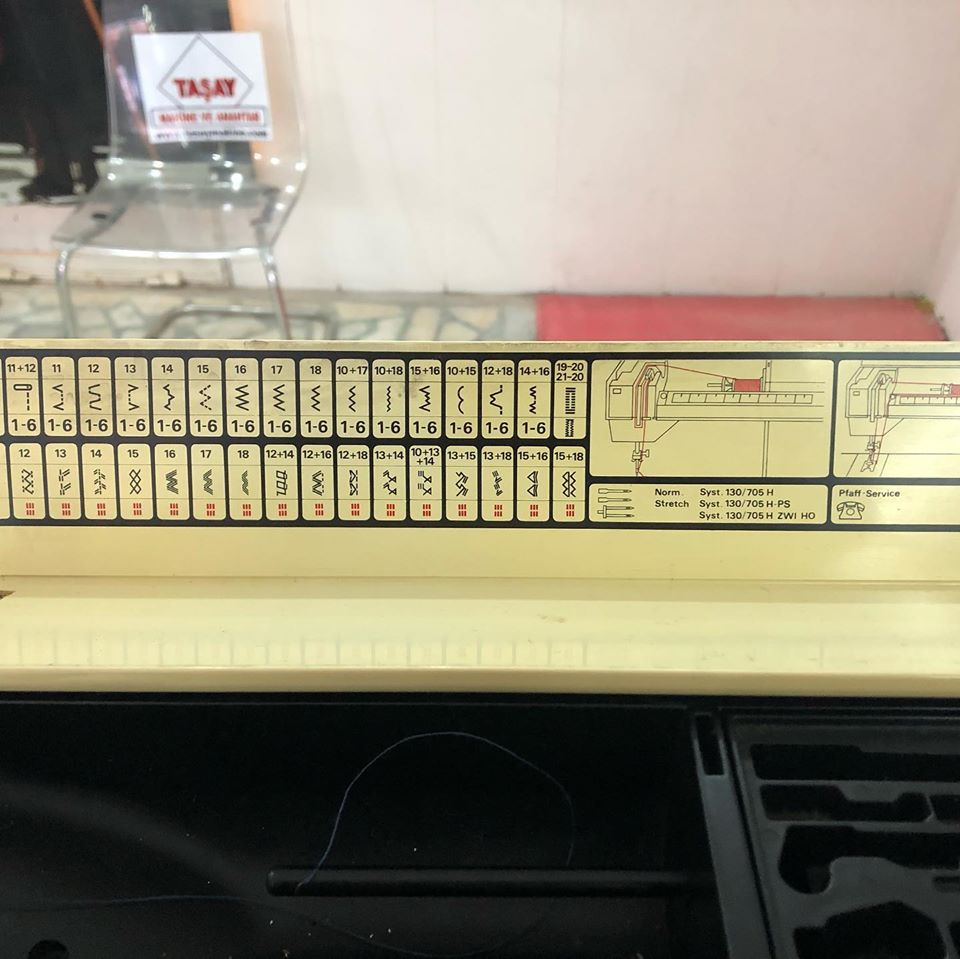 TAŞAY
11+12 11 12 13 14 15 16 17 18 10+17 10+18 15+16 10+15 12+18 14+16 19-20
21-20
1-6 1-6 1-6 1-6 1-6 1-6 1-6 1-6 1-6 1-6 1-6 1-6 1-6 1-6 1-6
12 13 14 15 16 17 18 12+14 12+16 12+18 13+14 10+13 13+15 13+18 15+16 15+18
+14
Norm. Syst. 130/705 H
Stretch Syst. 130/705 H-PS
Syst. 130/705 H ZWI HO
Pfaff-Service